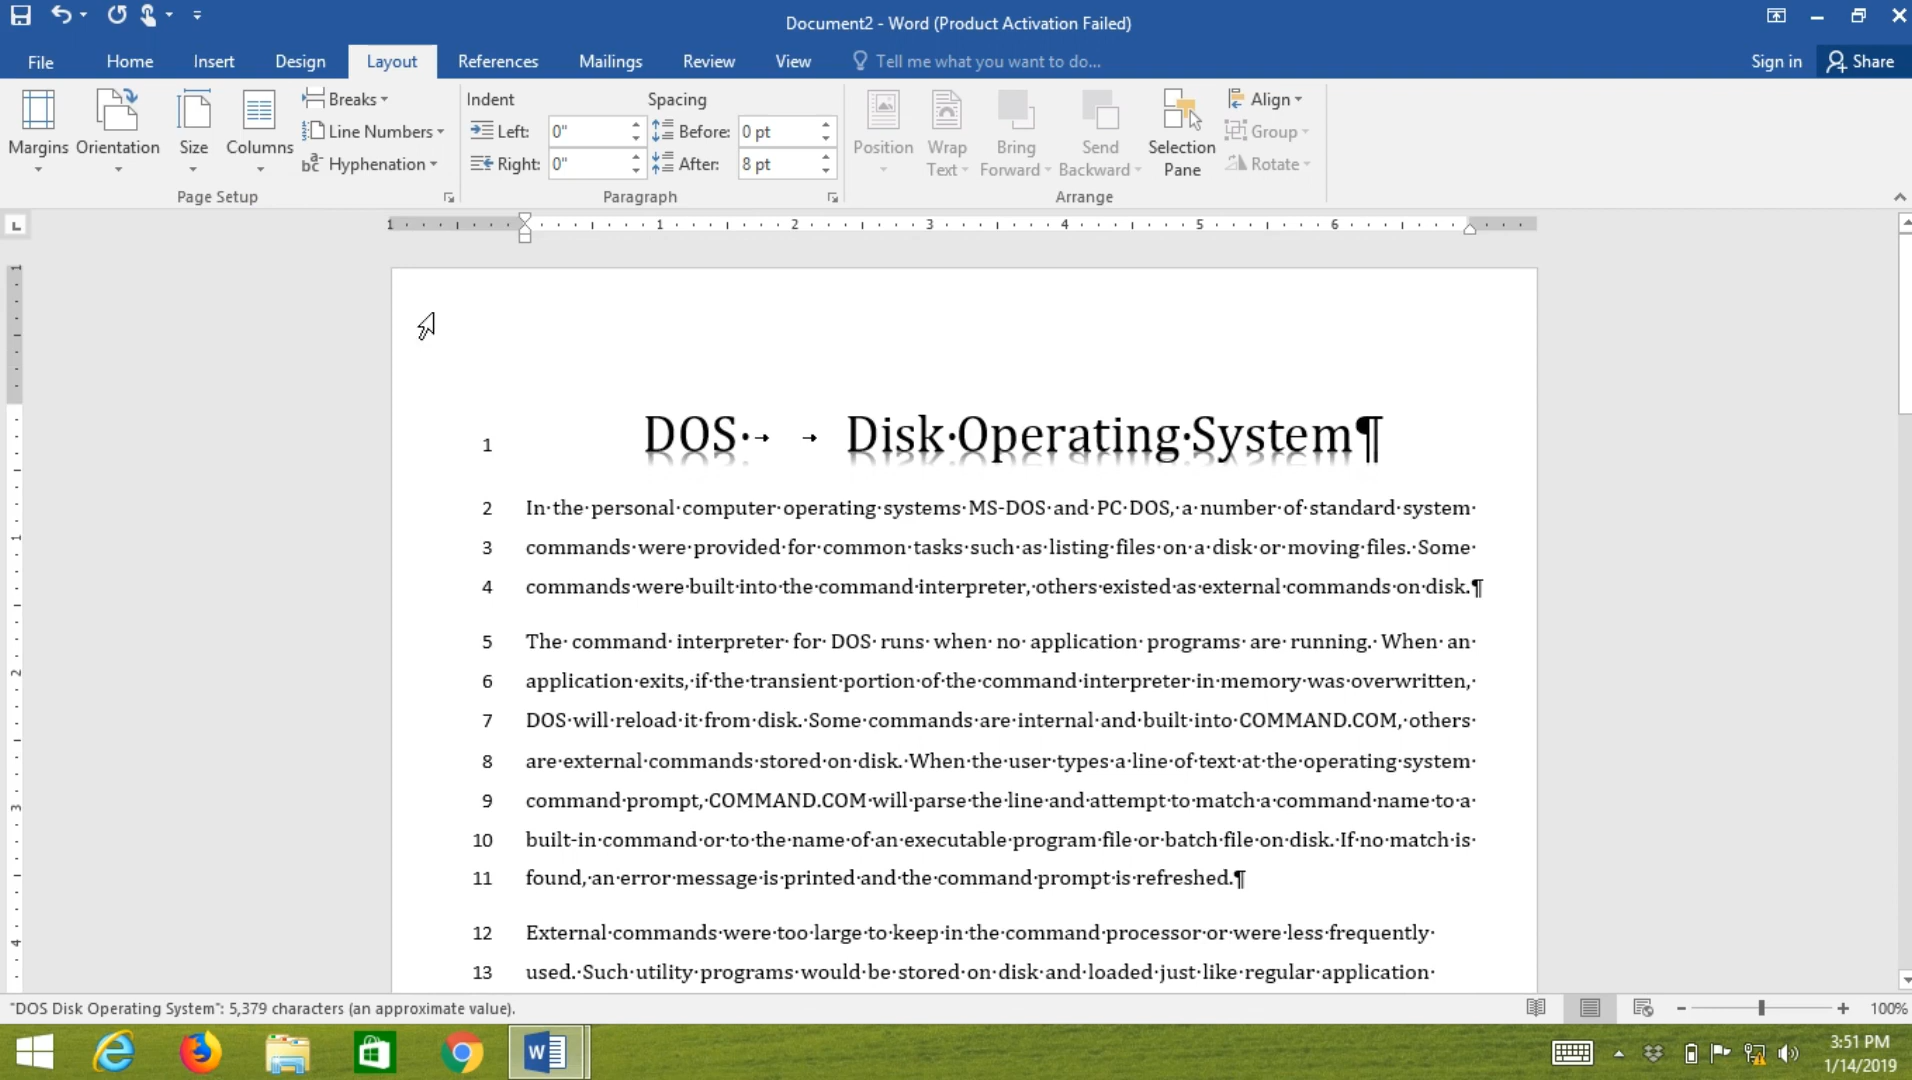 Document2 - Word (Product Activation Failed)
File Home Insert Design Layout References Mailings Review View Tell me what you want to do... Sign in Share
Margins Orientation Size Columns
Breaks
Line Numbers
Hyphenation
Page Setup
Indent Spacing
Left: 0" Before: 0 pt
Right: 0" After: 8 pt
Paragraph
Position Wrap Text Bring Forward Send Backward Selection Pane
Align
Group
Rotate
Arrange
L
1 1 2 3 4 5 6
1
1
2
3
4
1 DOS·→ → Disk·Operating·System¶
2 In·the·personal·computer·operating·systems·MS-DOS·and·PC·DOS,·a·number·of·standard·system·
3 commands·were·provided·for·common·tasks·such·as·listing·files·on·a·disk·or·moving·files.·Some·
4 commands·were·built·into·the·command·interpreter,·others·existed·as·external·commands·on·disk.¶
5 The·command·interpreter·for·DOS·runs·when·no·application·programs·are·running.·When·an·
6 application·exits,·if·the·transient·portion·of·the·command·interpreter·in·memory·was·overwritten,·
7 DOS·will·reload·it·from·disk.·Some·commands·are·internal·and·built·into·COMMAND.COM,·others·
8 are·external·commands·stored·on·disk.·When·the·user·types·a·line·of·text·at·the·operating·system·
9 command·prompt,·COMMAND.COM·will·parse·the·line·and·attempt·to·match·a·command·name·to·a·
10 built-in·command·or·to·the·name·of·an·executable·program·file·or·batch·file·on·disk.·If·no·match·is·
11 found,·an·error·message·is·printed·and·the·command·prompt·is·refreshed.¶
12 External·commands·were·too·large·to·keep·in·the·command·processor·or·were·less·frequently·
13 used.·Such·utility·programs·would·be·stored·on·disk·and·loaded·just·like·regular·application·
"DOS Disk Operating System": 5,379 characters (an approximate value). 100%
3:51 PM
1/14/2019